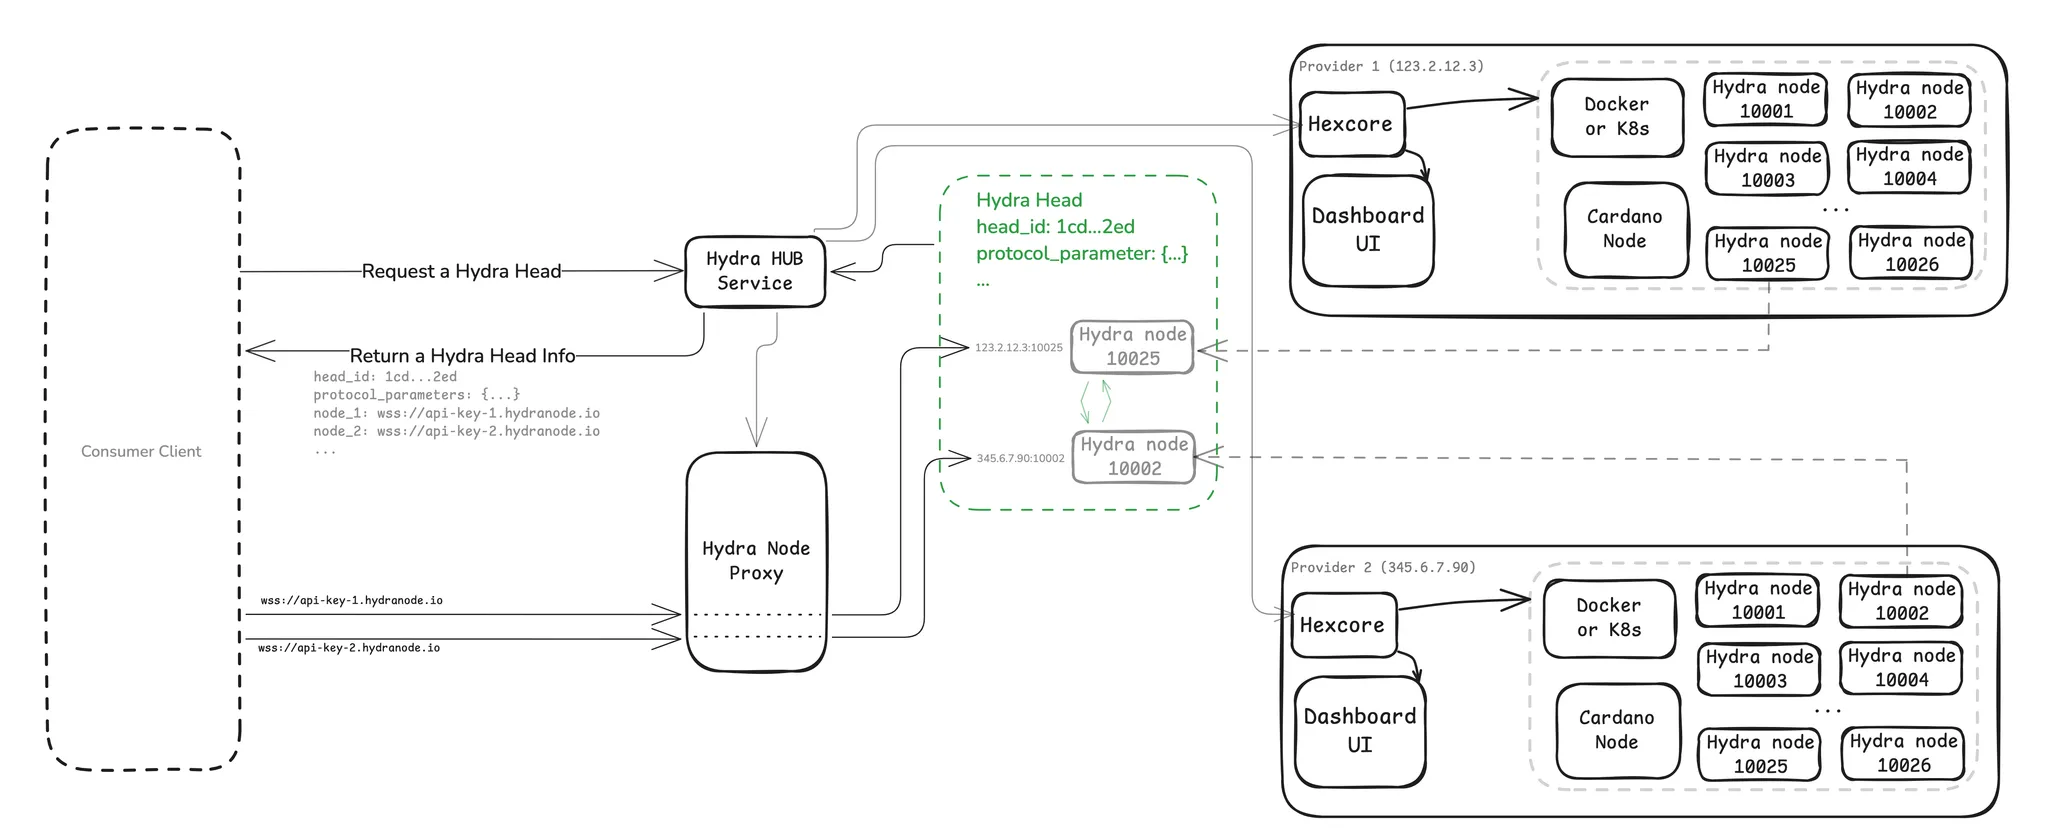 Consumer Client
Request a Hydra Head
Return a Hydra Head Info
head_id: 1cd...2ed
protocol_parameters: {...}
node_1: wss://api-key-1.hydranode.io
node_2: wss://api-key-2.hydranode.io
...
wss://api-key-1.hydranode.io
wss://api-key-2.hydranode.io
Hydra HUB
Service
Hydra Node
Proxy
Hydra Head
head_id: 1cd...2ed
protocol_parameter: {...}
...
123.2.12.3:10025
Hydra node
10025
345.6.7.90:10002
Hydra node
10002
Provider 1 (123.2.12.3)
Hexcore
Dashboard
UI
Docker
or K8s
Cardano
Node
Hydra node
10001
Hydra node
10002
Hydra node
10003
Hydra node
10004
...
Hydra node
10025
Hydra node
10026
Provider 2 (345.6.7.90)
Hexcore
Dashboard
UI
Docker
or K8s
Cardano
Node
Hydra node
10001
Hydra node
10002
Hydra node
10003
Hydra node
10004
...
Hydra node
10025
Hydra node
10026